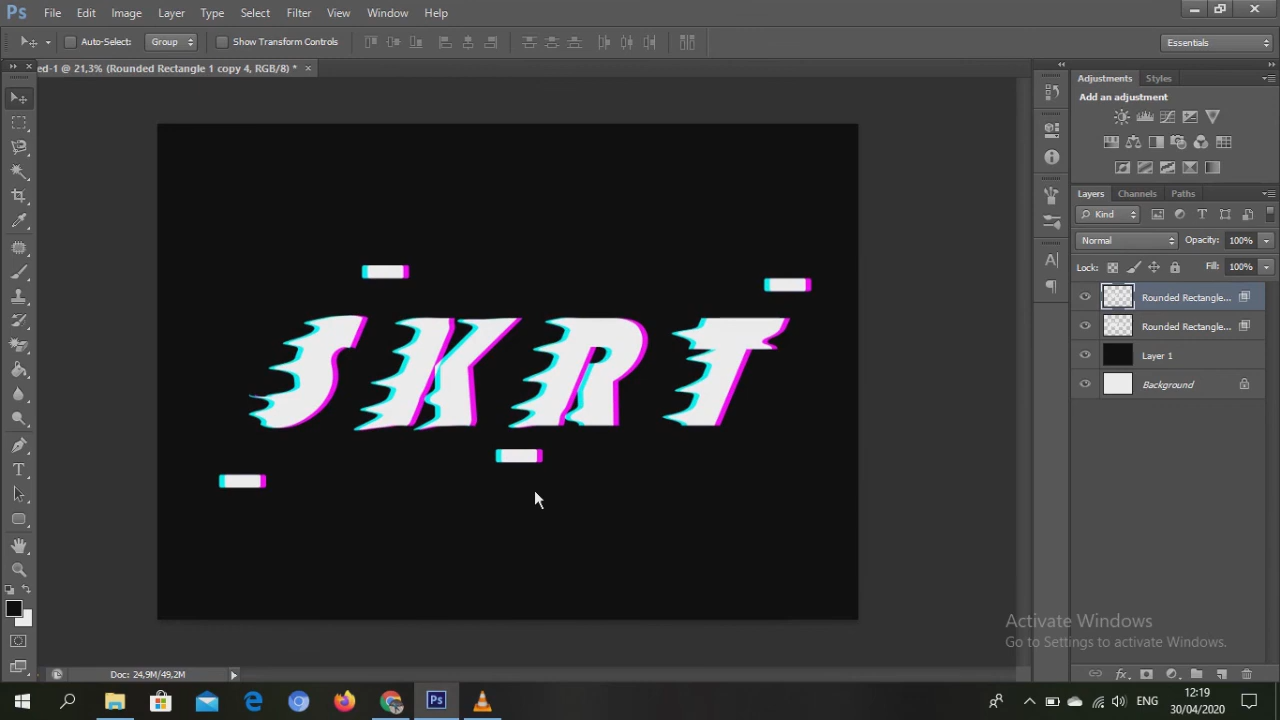 Ps File Edit Image Layer Type Select Filter View Window Help
Auto-Select: Group Show Transform Controls Essentials
ed-1 @ 21,3% (Rounded Rectangle 1 copy 4, RGB/8) * ×
Adjustments Styles
Add an adjustment
Layers Channels Paths
Kind
Normal Opacity: 100%
Lock: Fill: 100%
Rounded Rectangle...
Rounded Rectangle...
Layer 1
Background
SKRT
A
T
Activate Windows
Go to Settings to activate Windows.
Doc: 24,9M/49,2M
fx
Ps
ENG
12:19
30/04/2020